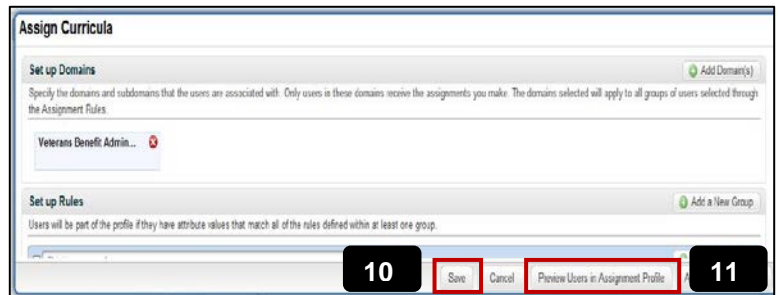 Assign Curricula
Set up Domains
Add Domain(s)
Specify the domains and subdomains that the users are associated with. Only users in these domains receive the assignments you make. The domains selected will apply to all groups of users selected through
the Assignment Rules.
Veterans Benefit Admin...
Set up Rules
Add a New Group
Users will be part of the profile if they have attribute values that match all of the rules defined within at least one group.
10 Save Cancel Preview Users in Assignment Profile 11